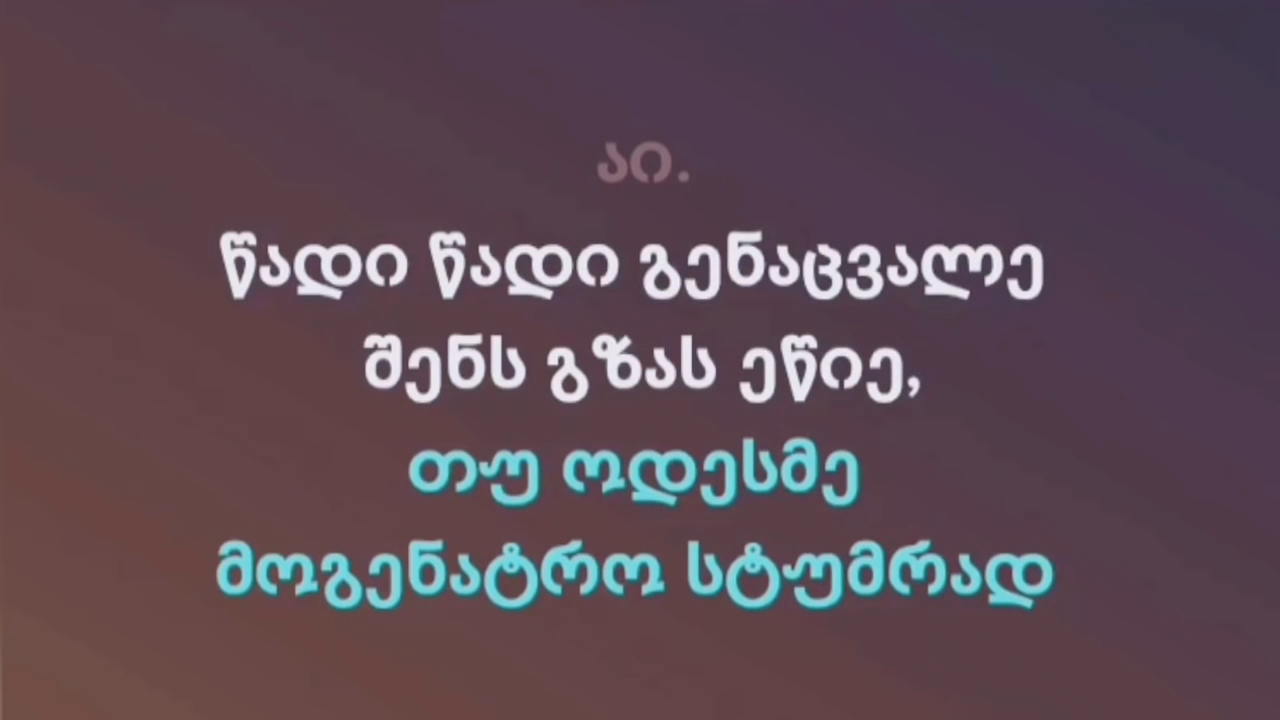 აი.
წადი წადი გენაცვალე
შენს გზას ეწიე,
თუ ოდესმე
მოგენატრო სტუმრად